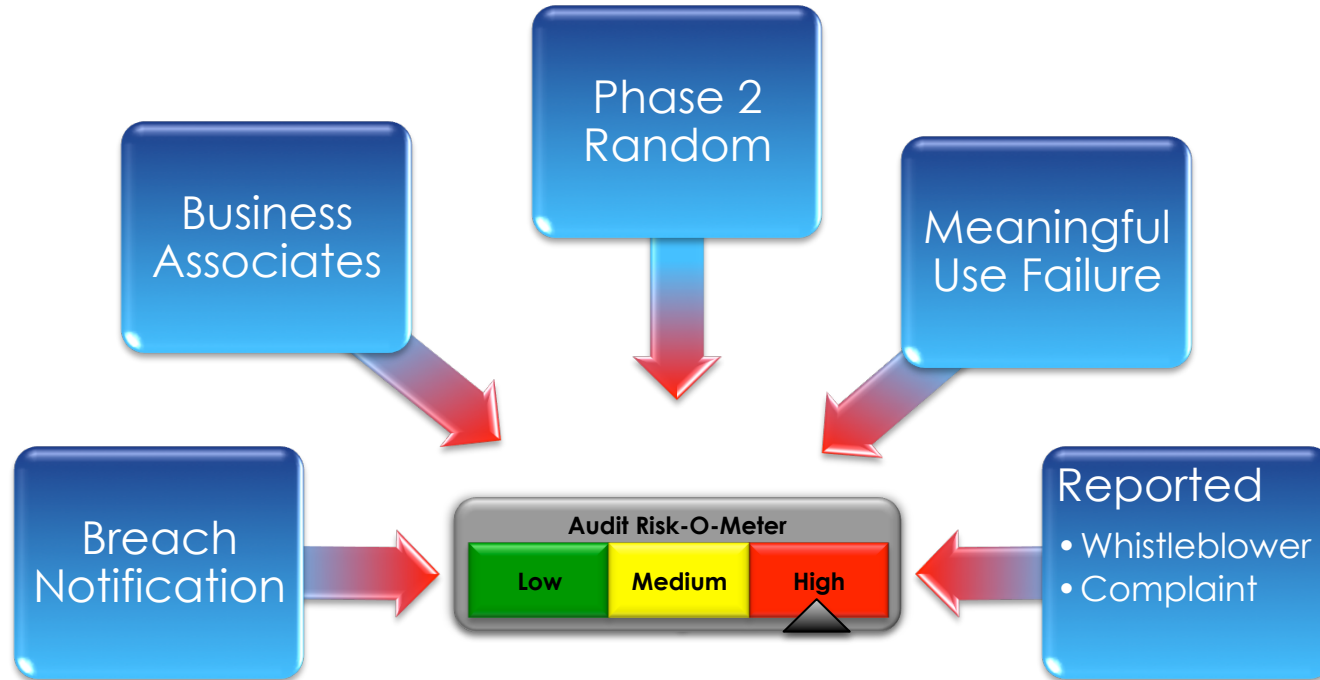 Phase 2
Random
Business
Associates
Meaningful
Use Failure
Breach
Notification
Reported
• Whistleblower
• Complaint
Audit Risk-O-Meter
Low
Medium
High